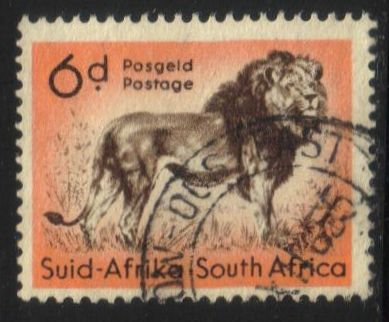 6d Posgeld
Postage
Suid-Afrika South Africa